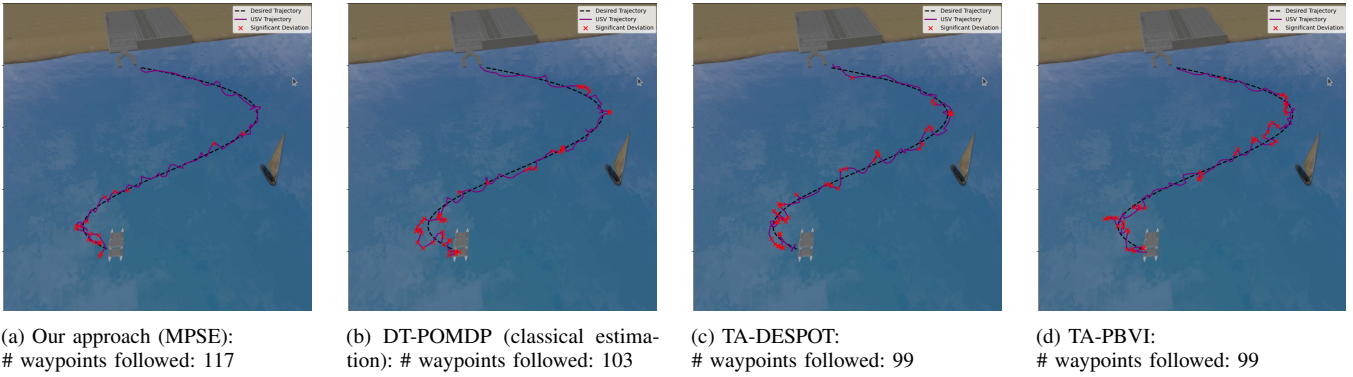 Desired Trajectory
USV Trajectory
Significant Deviation
Desired Trajectory
USV Trajectory
Significant Deviation
Desired Trajectory
USV Trajectory
Significant Deviation
Desired Trajectory
USV Trajectory
Significant Deviation
(a) Our approach (MPSE):
# waypoints followed: 117
(b) DT-POMDP (classical estima-
tion): # waypoints followed: 103
(c) TA-DESPOT:
# waypoints followed: 99
(d) TA-PBVI:
# waypoints followed: 99